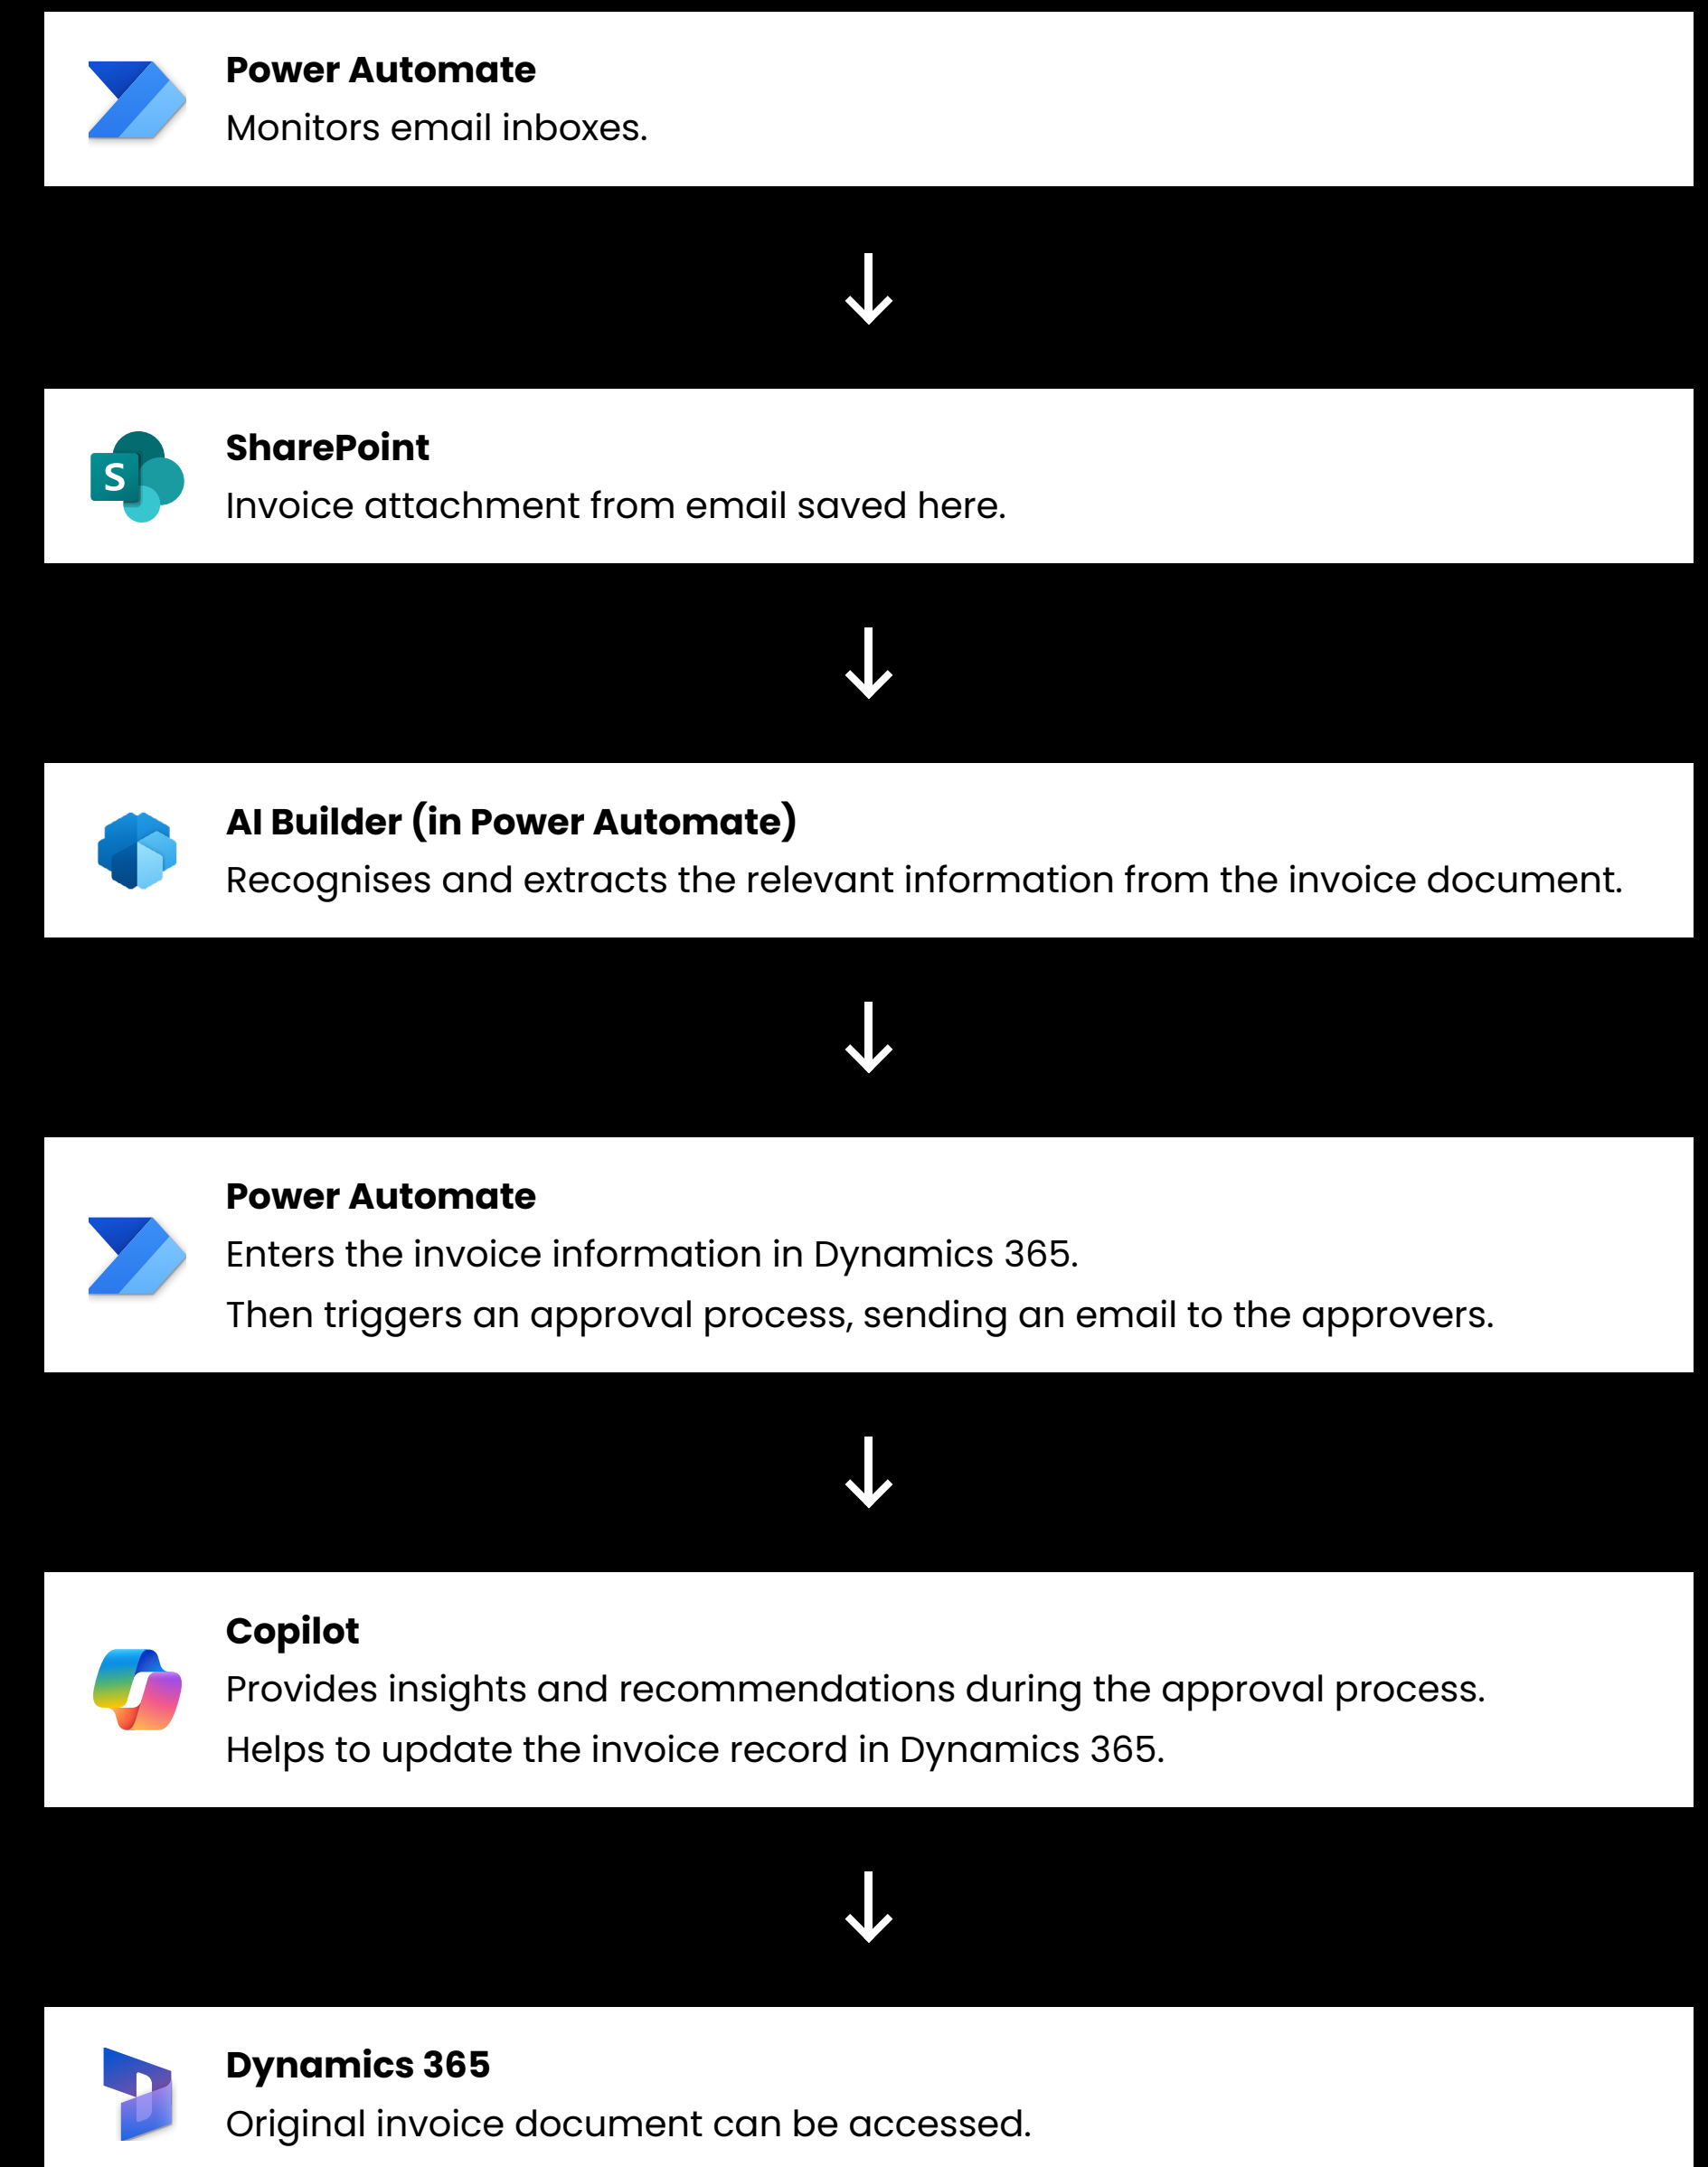 Power Automate
Monitors email inboxes.
S
SharePoint
Invoice attachment from email saved here.
AI Builder (in Power Automate)
Recognises and extracts the relevant information from the invoice document.
Power Automate
Enters the invoice information in Dynamics 365.
Then triggers an approval process, sending an email to the approvers.
Copilot
Provides insights and recommendations during the approval process.
Helps to update the invoice record in Dynamics 365.
Dynamics 365
Original invoice document can be accessed.